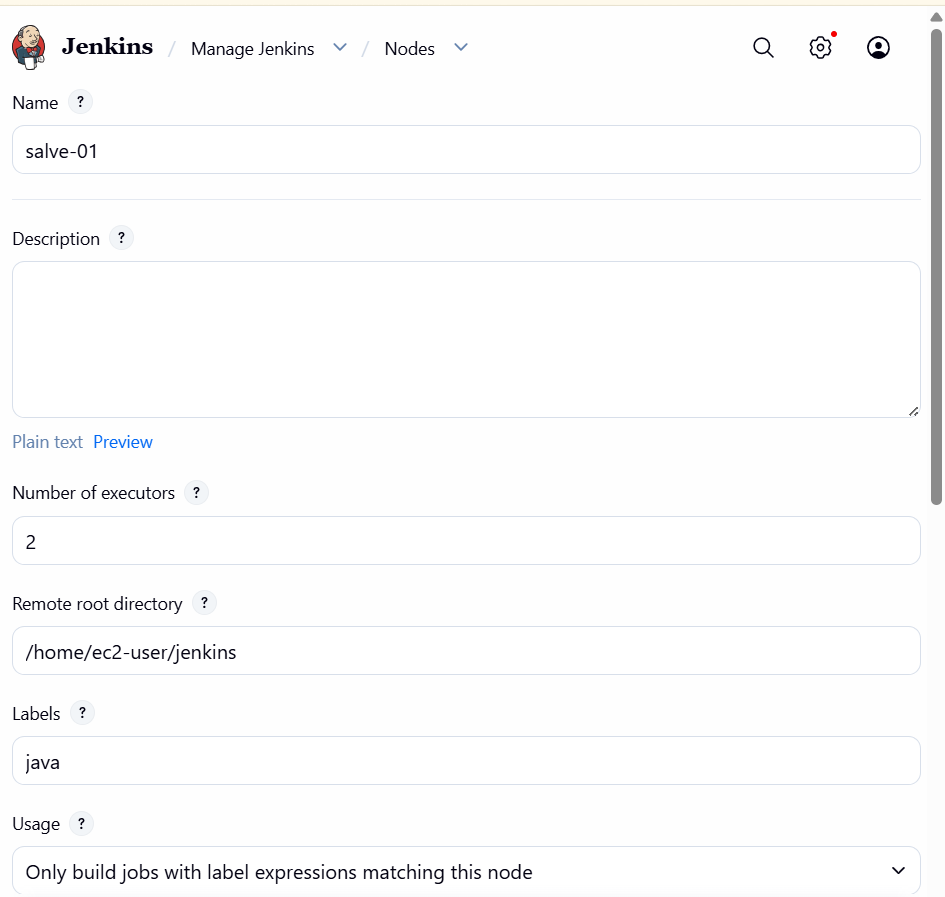 Jenkins / Manage Jenkins / Nodes
Name ?
salve-01
Description ?
Plain text Preview
Number of executors ?
2
Remote root directory ?
/home/ec2-user/jenkins
Labels ?
java
Usage ?
Only build jobs with label expressions matching this node